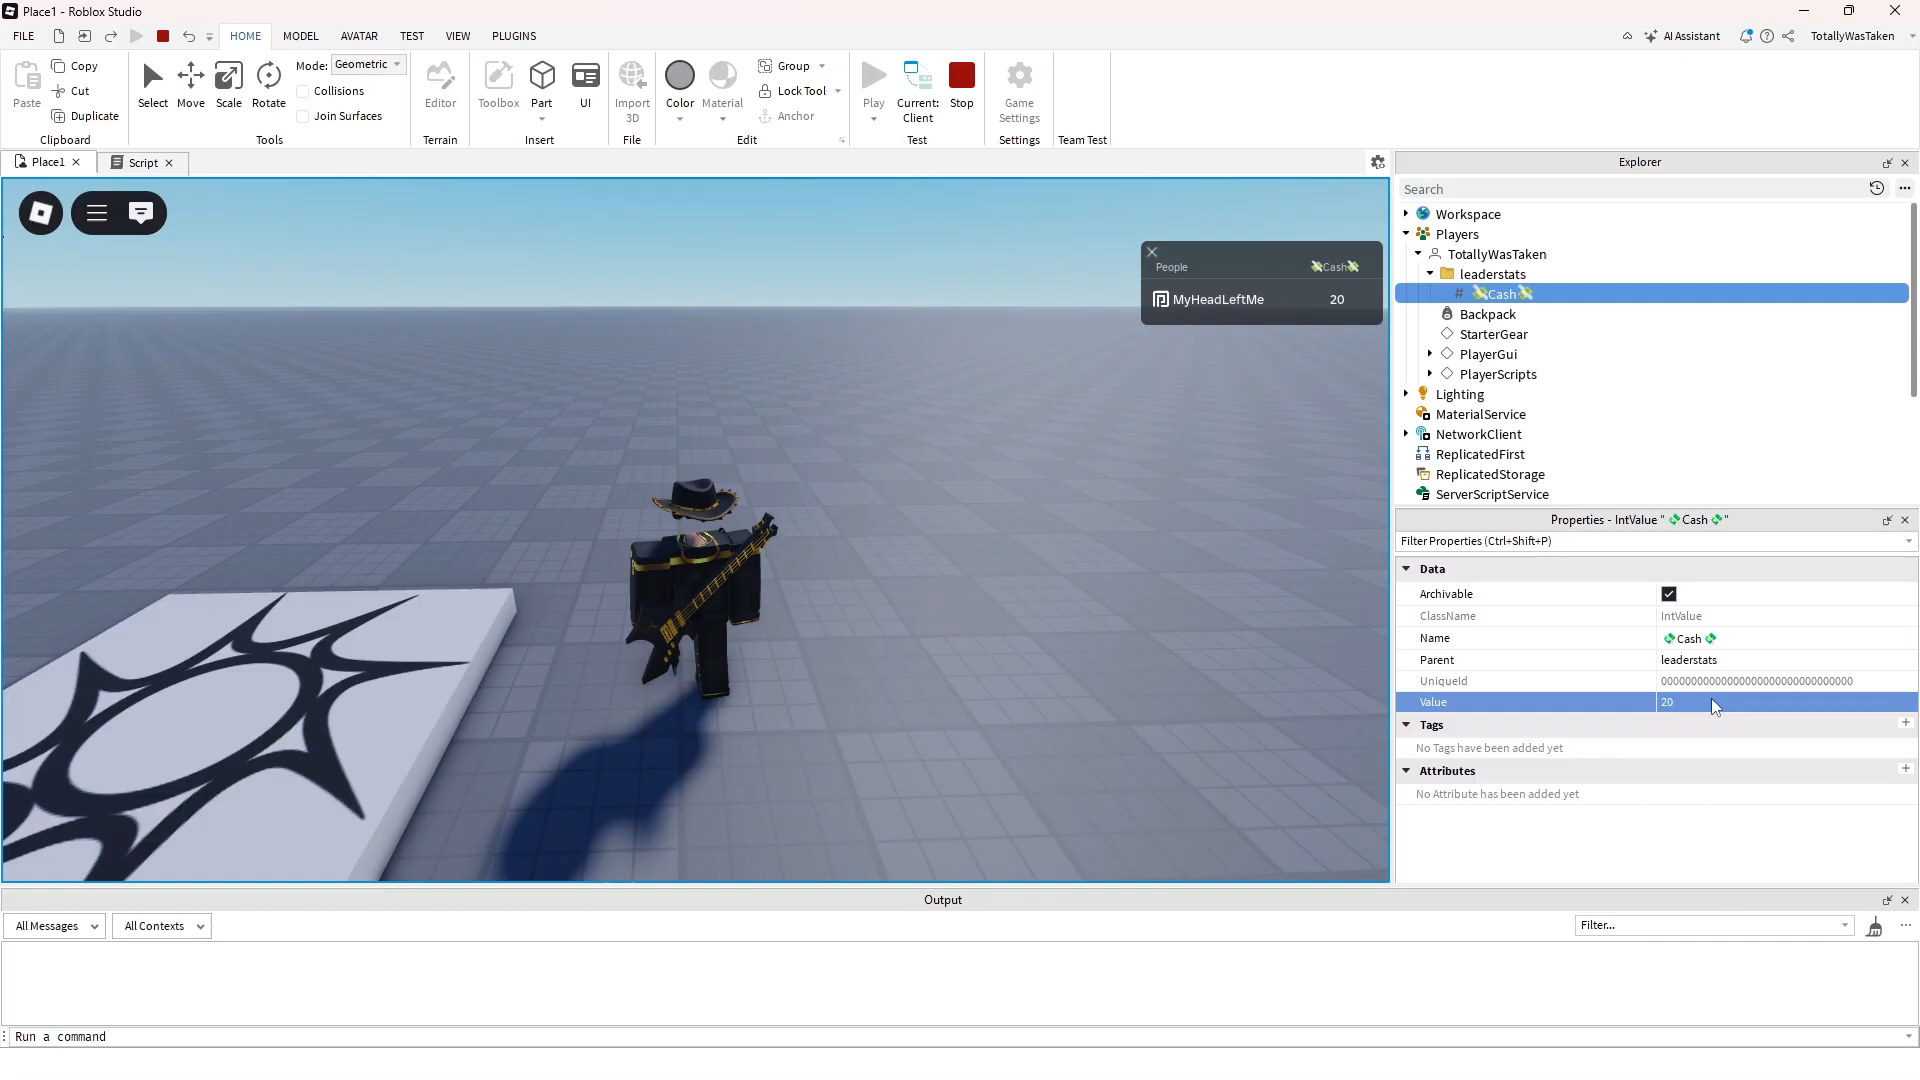 Place1 - Roblox Studio
FILE
HOME
MODEL
AVATAR
TEST
VIEW
PLUGINS
AI Assistant
TotallyWasTaken
Paste
Copy
Cut
Duplicate
Clipboard
Select
Move
Scale
Rotate
Mode: Geometric
Collisions
Join Surfaces
Tools
Editor
Terrain
Toolbox
Part
UI
Insert
Import
3D
File
Color
Material
Group
Lock Tool
Anchor
Edit
Play
Current:
Client
Stop
Test
Game
Settings
Settings
Team Test
Place1
Script
People
💸Cash💸
MyHeadLeftMe
20
Explorer
Search
Workspace
Players
TotallyWasTaken
leaderstats
# 💸Cash💸
Backpack
StarterGear
PlayerGui
PlayerScripts
Lighting
MaterialService
NetworkClient
ReplicatedFirst
ReplicatedStorage
ServerScriptService
Properties - IntValue "💸Cash💸"
Filter Properties (Ctrl+Shift+P)
Data
Archivable
ClassName IntValue
Name 💸Cash💸
Parent leaderstats
UniqueId 00000000000000000000000000000000
Value 20
Tags
No Tags have been added yet
Attributes
No Attribute has been added yet
Output
All Messages
All Contexts
Filter...
Run a command